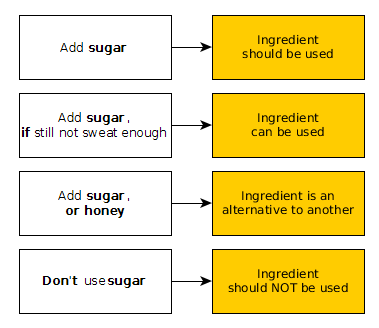 Add sugar
Ingredient
should be used
Add sugar,
if still not sweat enough
Ingredient
can be used
Add sugar,
or honey
Ingredient is an
alternative to another
Don't use sugar
Ingredient
should NOT be used